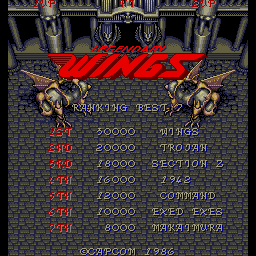 1UP HI 2UP
LEGENDARY
WINGS
RANKING BEST 7
1ST 30000 WINGS
2ND 20000 TROJAN
3RD 18000 SECTION Z
4TH 16000 1942
5TH 12000 COMMAND
6TH 10000 EXED EXES
7TH 8000 MAKAIMURA
©CAPCOM 1986